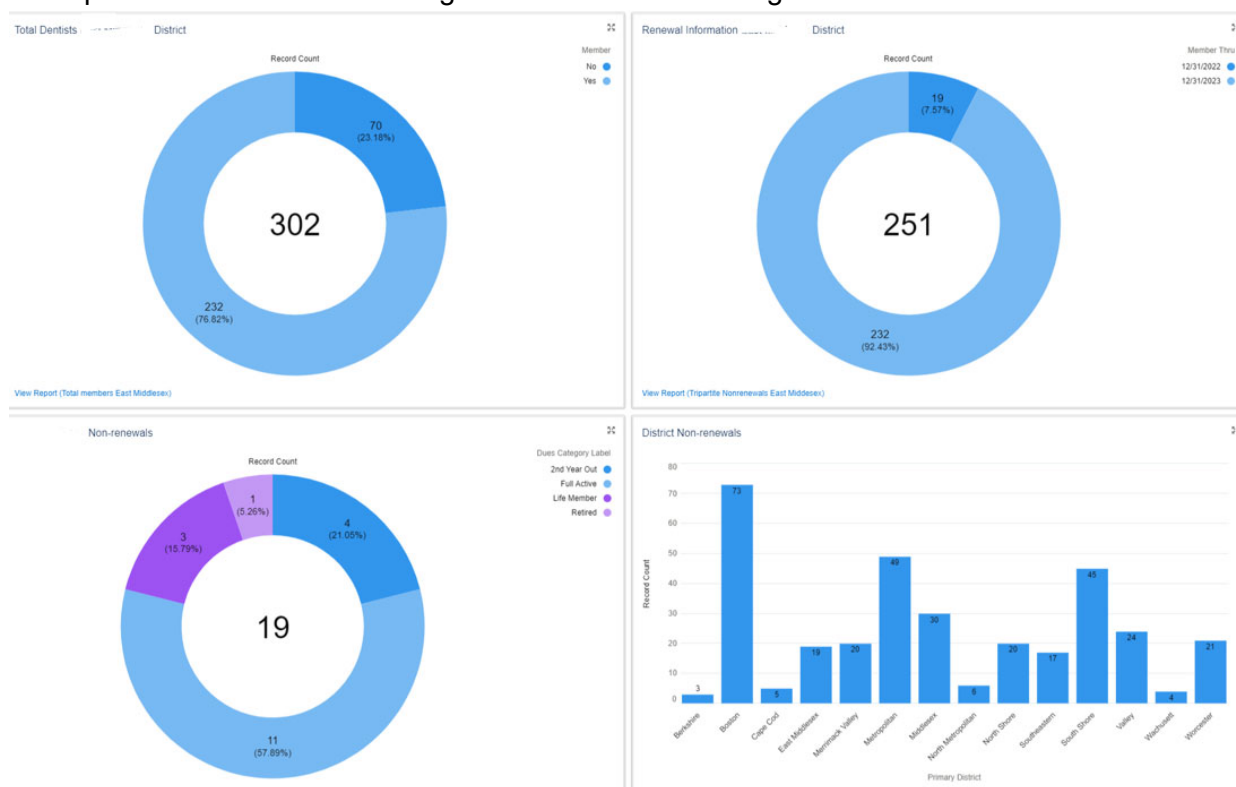 Total Dentists
District
Record Count
Member
No
Yes
70
(23.18%)
302
232
(76.82%)
View Report (Total members East Middlesex)
Renewal Information
District
Record Count
Member Thru
12/31/2022
12/31/2023
19
(7.57%)
251
232
(92.43%)
View Report (Tripartite Nonrenewals East Middesex)
Non-renewals
Record Count
Dues Category Label
2nd Year Out
Full Active
Life Member
Retired
1
(5.26%)
4
(21.05%)
3
(15.79%)
19
11
(57.89%)
District Non-renewals
Record Count
80
70
60
50
40
30
20
10
0
3
73
5
19
20
49
30
6
20
17
45
24
4
21
Berkshire
Boston
Cape Cod
East Middlesex
Merrimack Valley
Metropolitan
Middlesex
North Metropolitan
North Shore
Southeastern
South Shore
Valley
Wachusett
Worcester
Primary District